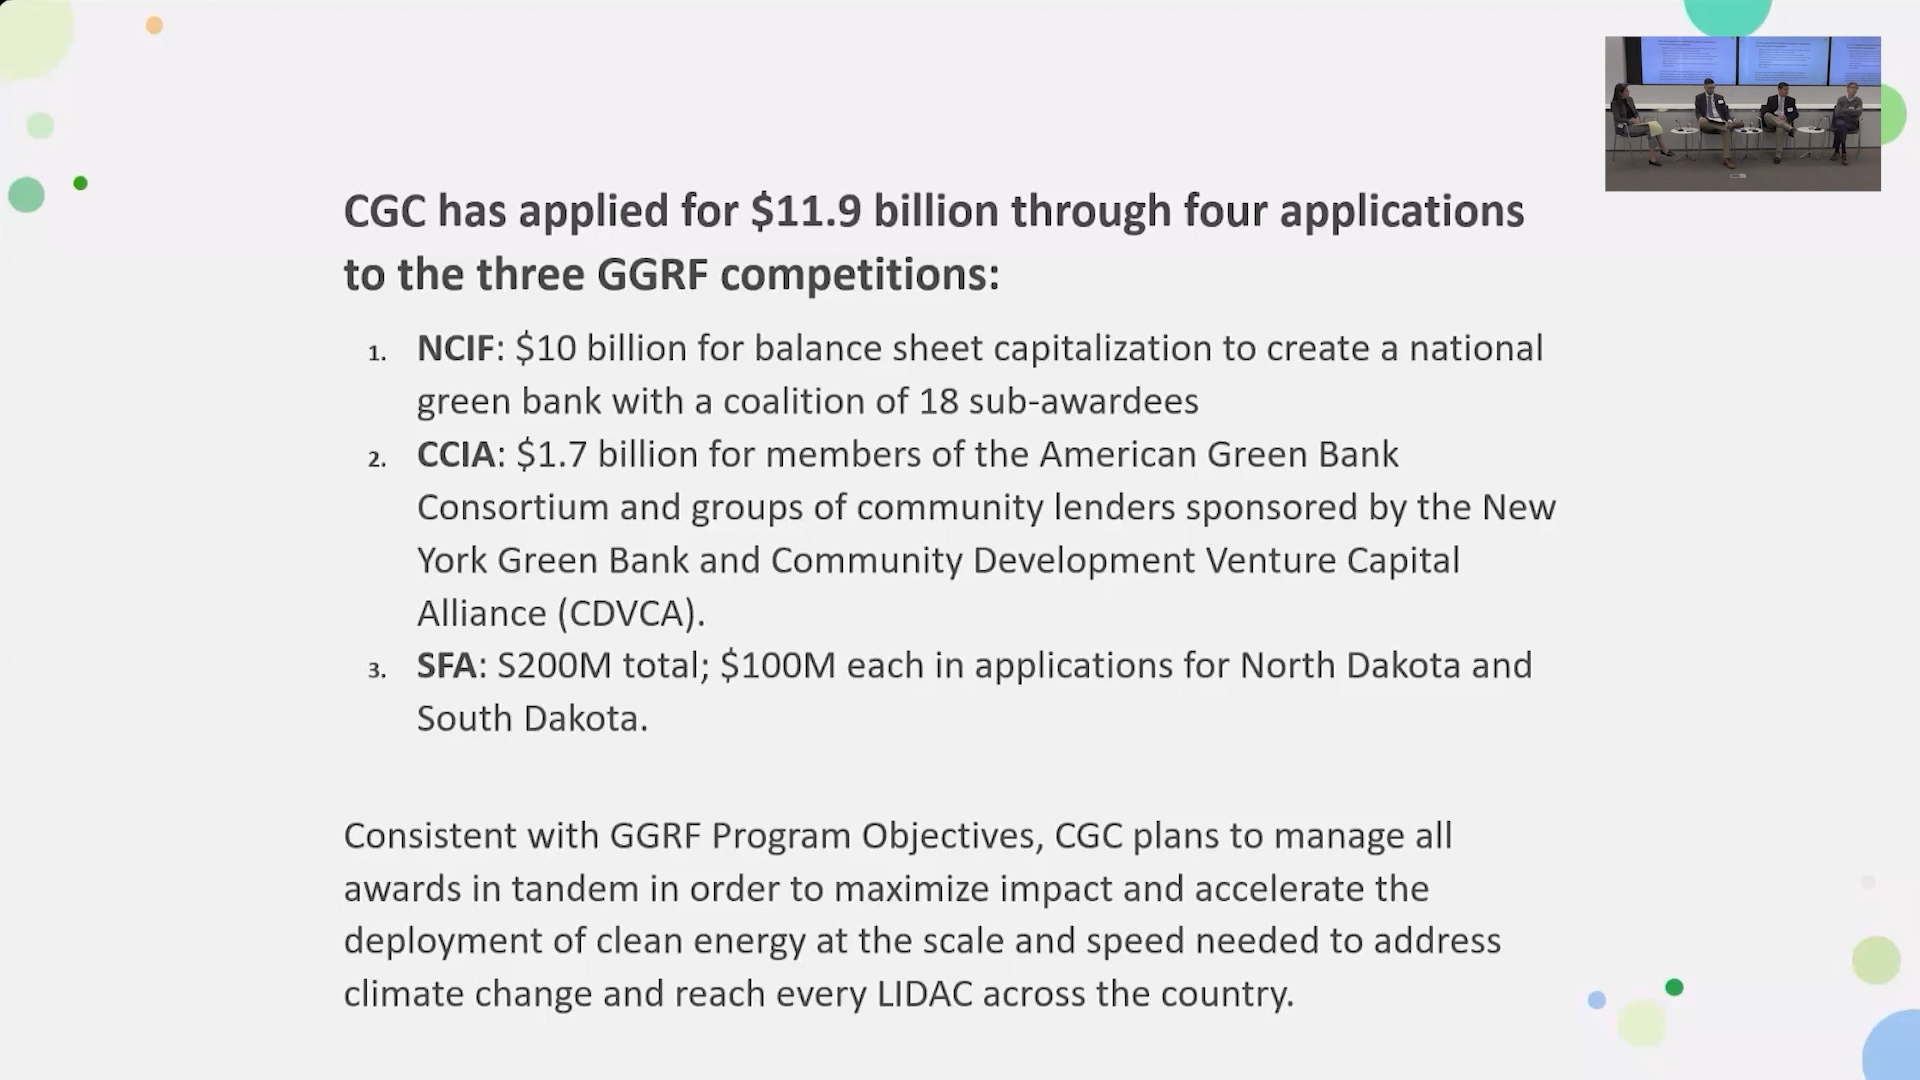 CGC has applied for $11.9 billion through four applications
to the three GGRF competitions:
1. NCIF: $10 billion for balance sheet capitalization to create a national
green bank with a coalition of 18 sub-awardees
2. CCIA: $1.7 billion for members of the American Green Bank
Consortium and groups of community lenders sponsored by the New
York Green Bank and Community Development Venture Capital
Alliance (CDVCA).
3. SFA: S200M total; $100M each in applications for North Dakota and
South Dakota.
Consistent with GGRF Program Objectives, CGC plans to manage all
awards in tandem in order to maximize impact and accelerate the
deployment of clean energy at the scale and speed needed to address
climate change and reach every LIDAC across the country.